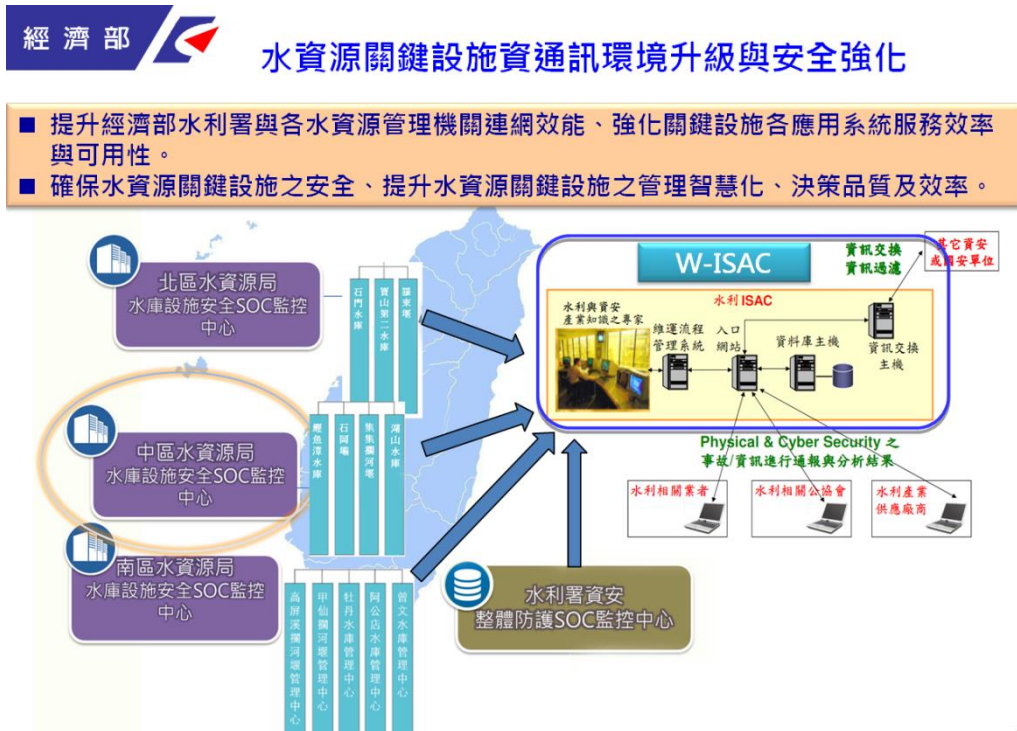 經濟部
水資源關鍵設施資通訊環境升級與安全強化
■ 提升經濟部水利署與各水資源管理機關連網效能、強化關鍵設施各應用系統服務效率
與可用性。
■ 確保水資源關鍵設施之安全、提升水資源關鍵設施之管理智慧化、決策品質及效率。
北區水資源局
水庫設施安全SOC監控
中心
石門水庫
寶山第二水庫
羅東堰
中區水資源局
水庫設施安全SOC監控
中心
鯉魚潭水庫
石岡壩
集集攔河堰
湖山水庫
南區水資源局
水庫設施安全SOC監控
中心
高屏溪攔河堰管理中心
甲仙攔河堰管理中心
牡丹水庫管理中心
阿公店水庫管理中心
曾文水庫管理中心
水利署資安
整體防護SOC監控中心
W-ISAC
資訊交換
資訊過濾
其它資安
或國安單位
水利ISAC
水利與資安
產業知識之專家
維運流程
管理系統
入口
網站
資料庫主機
資訊交換
主機
Physical & Cyber Security 之
事故/資訊進行通報與分析結果
水利相關業者
水利相關公協會
水利產業
供應廠商